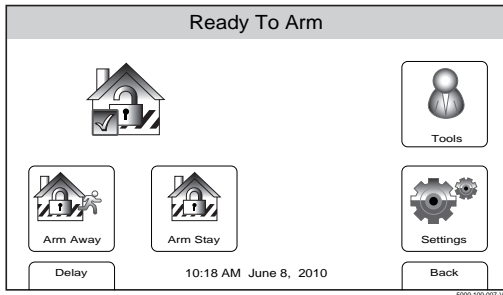 Ready To Arm
Tools
Arm Away
Arm Stay
Settings
Delay
10:18 AM June 8, 2010
Back